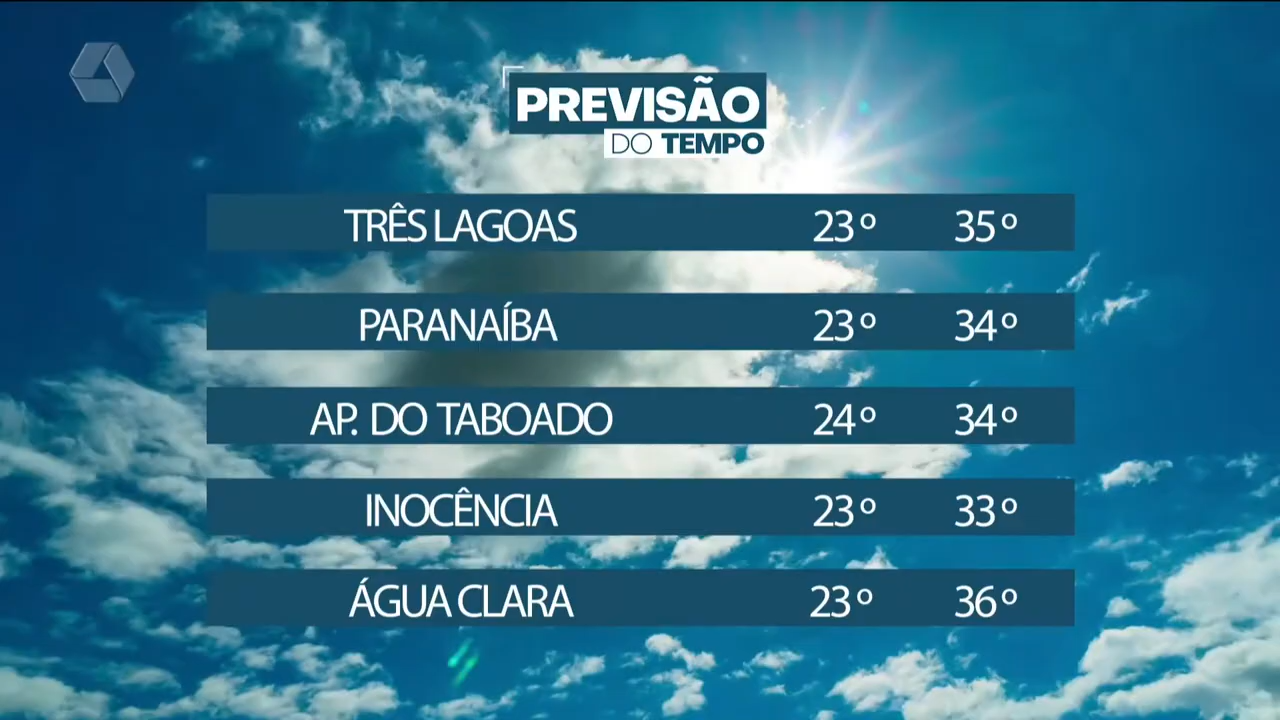 PREVISÃO
DO TEMPO
TRÊS LAGOAS 23º 35º
PARANAÍBA 23º 34º
AP. DO TABOADO 24º 34º
INOCÊNCIA 23º 33º
ÁGUA CLARA 23º 36º